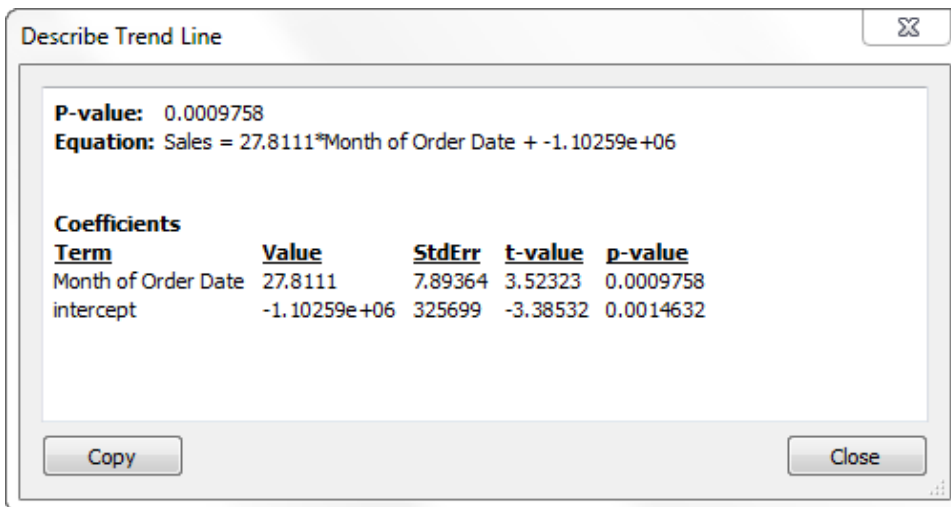 Describe Trend Line
P-value: 0.0009758
Equation: Sales = 27.8111*Month of Order Date + -1.10259e+06
Coefficients
Term Value StdErr t-value p-value
Month of Order Date 27.8111 7.89364 3.52323 0.0009758
intercept -1.10259e+06 325699 -3.38532 0.0014632
Copy Close